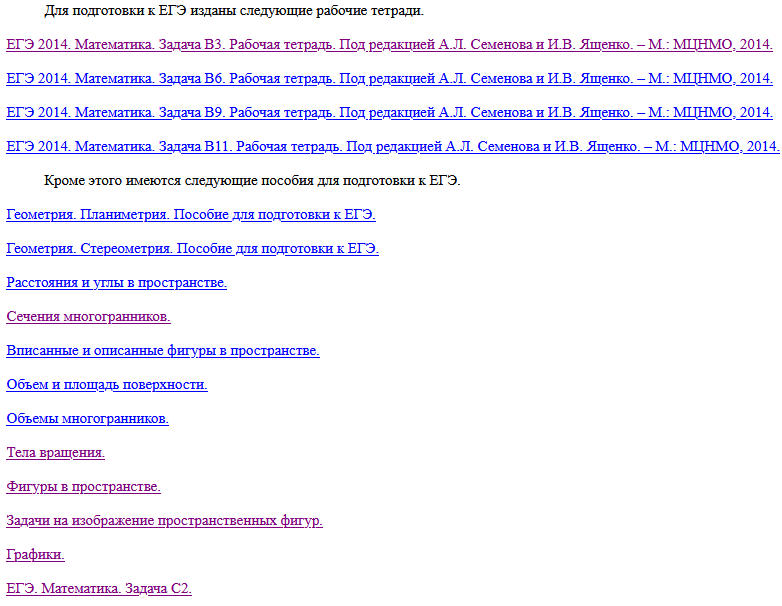 Для подготовки к ЕГЭ изданы следующие рабочие тетради.
ЕГЭ 2014. Математика. Задача B3. Рабочая тетрадь. Под редакцией А.Л. Семенова и И.В. Ященко. – М.: МЦНМО, 2014.
ЕГЭ 2014. Математика. Задача B6. Рабочая тетрадь. Под редакцией А.Л. Семенова и И.В. Ященко. – М.: МЦНМО, 2014.
ЕГЭ 2014. Математика. Задача B9. Рабочая тетрадь. Под редакцией А.Л. Семенова и И.В. Ященко. – М.: МЦНМО, 2014.
ЕГЭ 2014. Математика. Задача B11. Рабочая тетрадь. Под редакцией А.Л. Семенова и И.В. Ященко. – М.: МЦНМО, 2014.
Кроме этого имеются следующие пособия для подготовки к ЕГЭ.
Геометрия. Планиметрия. Пособие для подготовки к ЕГЭ.
Геометрия. Стереометрия. Пособие для подготовки к ЕГЭ.
Расстояния и углы в пространстве.
Сечения многогранников.
Вписанные и описанные фигуры в пространстве.
Объем и площадь поверхности.
Объемы многогранников.
Тела вращения.
Фигуры в пространстве.
Задачи на изображение пространственных фигур.
Графики.
ЕГЭ. Математика. Задача С2.